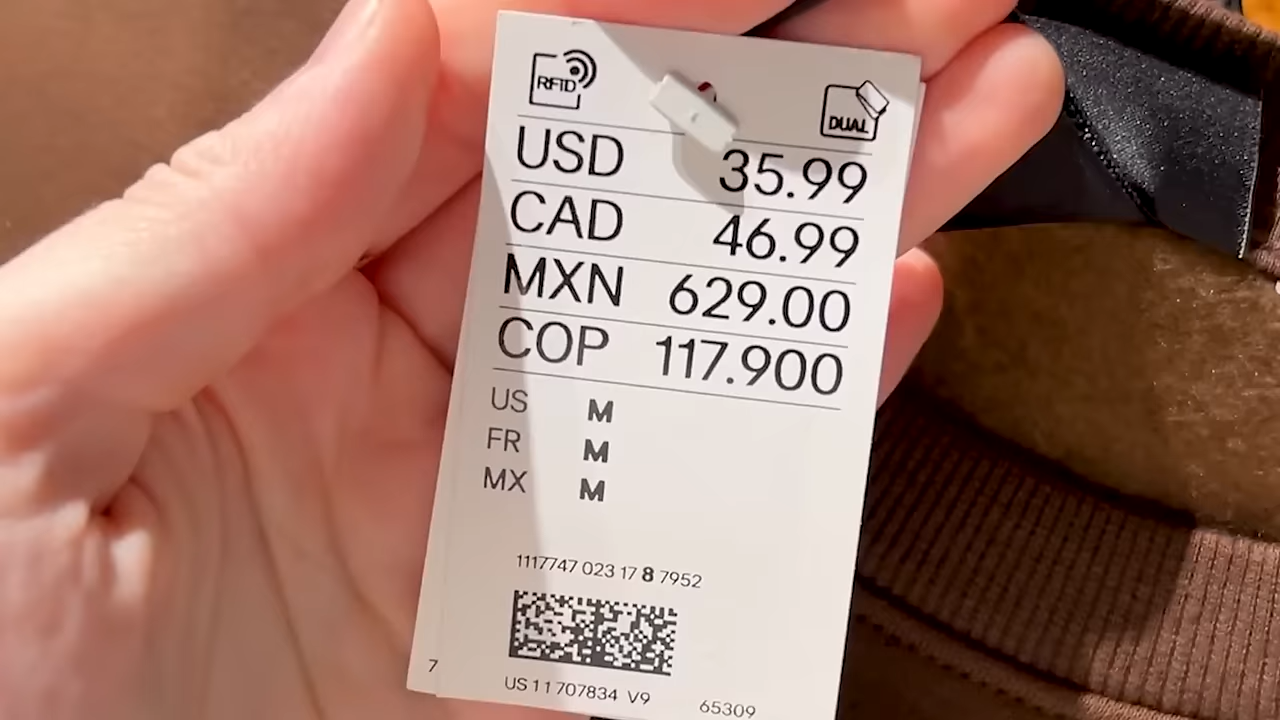 RFID
DUAL
USD 35.99
CAD 46.99
MXN 629.00
COP 117.900
US M
FR M
MX M
1117747 023 17 8 7952
7
US 11707834 V9 65309